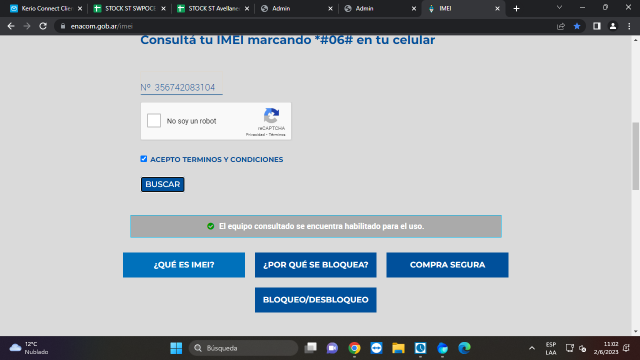 Kerio Connect Client
STOCK ST SWPOC
STOCK ST Avellane
Admin
Admin
IMEI
enacom.gob.ar/imei
Consultá tu IMEI marcando *#06# en tu celular
Nº 356742083104
No soy un robot
reCAPTCHA
Privacidad - Términos
ACEPTO TERMINOS Y CONDICIONES
BUSCAR
El equipo consultado se encuentra habilitado para el uso.
¿QUÉ ES IMEI?
¿POR QUÉ SE BLOQUEA?
COMPRA SEGURA
BLOQUEO/DESBLOQUEO
12°C
Nublado
Búsqueda
ESP
LAA
11:02
2/6/2023